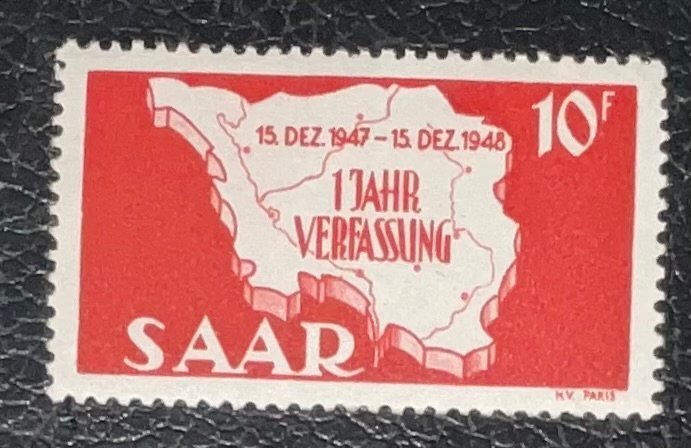 10F
15. DEZ. 1947 – 15. DEZ. 1948
1 JAHR
VERFASSUNG
SAAR
H.V. PARIS